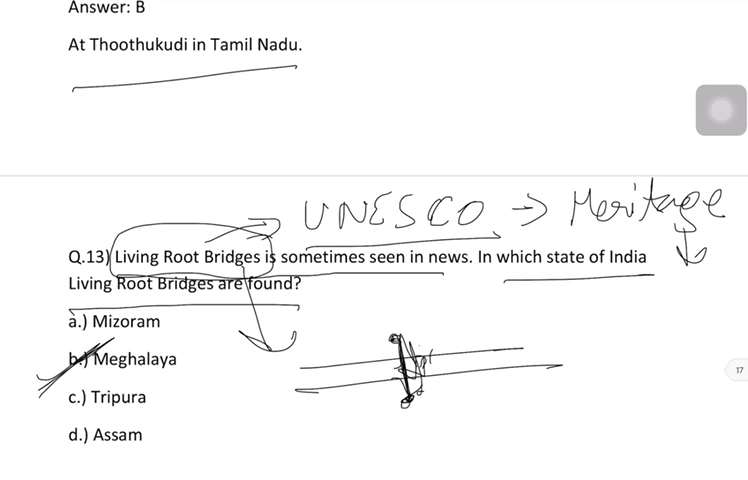 Answer: B
At Thoothukudi in Tamil Nadu.
UNESCO → Heritage
Q.13) Living Root Bridges is sometimes seen in news. In which state of India
Living Root Bridges are found?
a.) Mizoram
b.) Meghalaya
17
c.) Tripura
d.) Assam